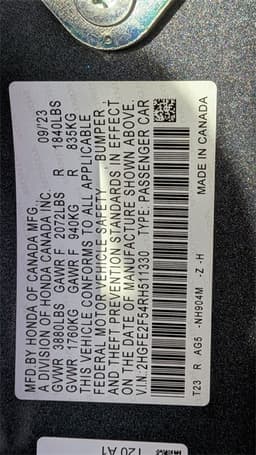 MFD.BY HONDA OF CANADA MFG. 09/23
A DIVISION OF HONDA CANADA INC.
GVWR 3880LBS GAWR F 2072LBS R 1840LBS
GVWR 1760KG GAWR F 940KG R 835KG
THIS VEHICLE CONFORMS TO ALL APPLICABLE
FEDERAL MOTOR VEHICLE SAFETY BUMPER
AND THEFT PREVENTION STANDARDS IN EFFECT
ON THE DATE OF MANUFACTURE SHOWN ABOVE.
V.I.N.:2HGFE2F54RH511330 TYPE: PASSENGER CAR
T23 R AG5 -NH904M -Z -H MADE IN CANADA
120 A1